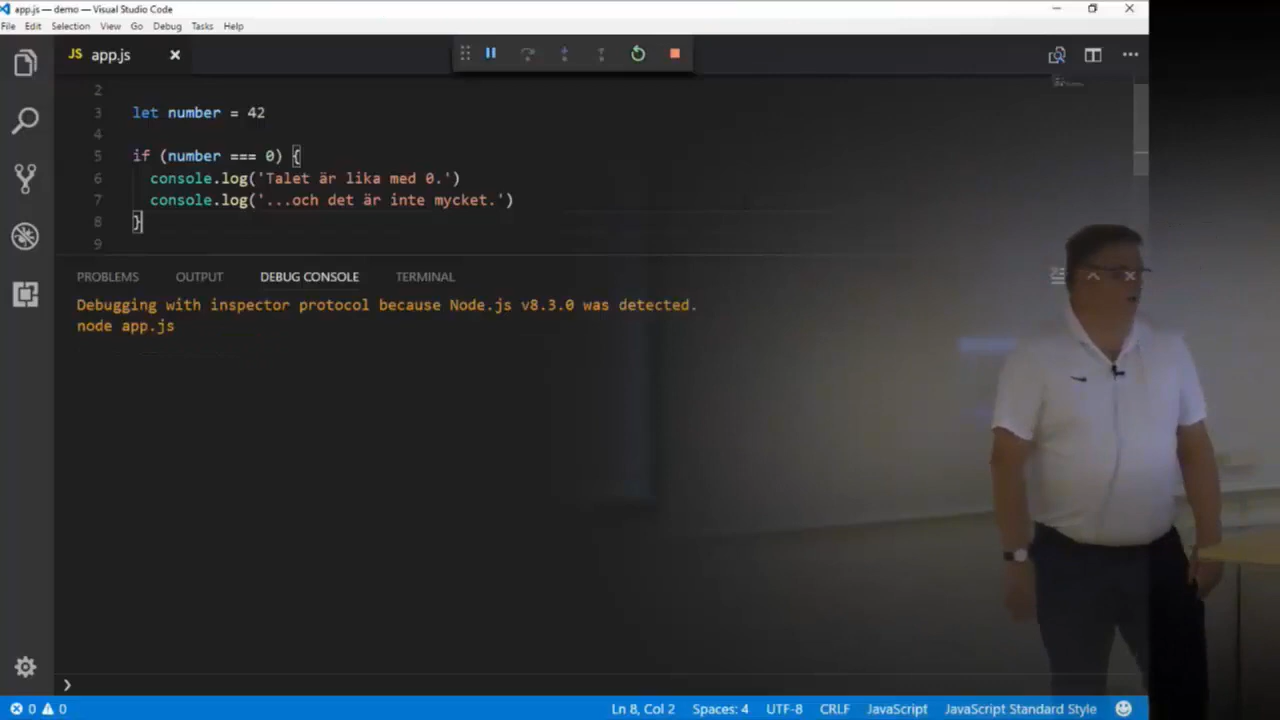 app.js — demo — Visual Studio Code
File Edit Selection View Go Debug Tasks Help
JS app.js
2
3 let number = 42
4
5 if (number === 0) {
6 console.log('Talet är lika med 0.')
7 console.log('...och det är inte mycket.')
8 }
9
PROBLEMS OUTPUT DEBUG CONSOLE TERMINAL
Debugging with inspector protocol because Node.js v8.3.0 was detected.
node app.js
0 0 Ln 8, Col 2 Spaces: 4 UTF-8 CRLF JavaScript JavaScript Standard Style